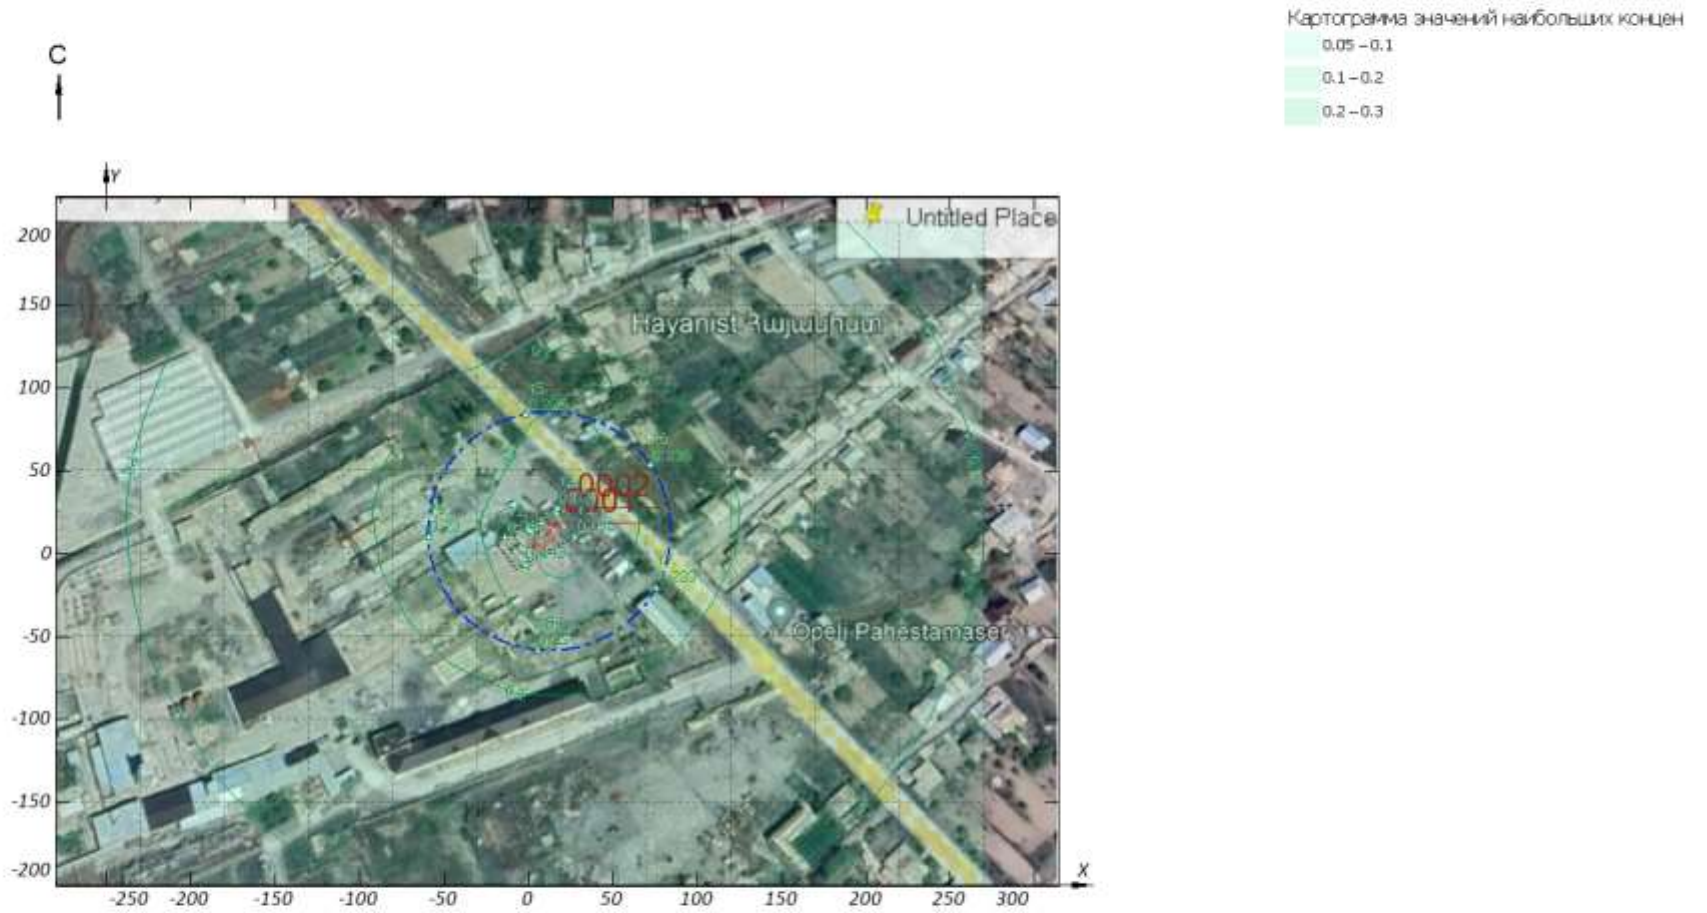 Картограмма значений наибольших концен
0.05 – 0.1
0.1 – 0.2
0.2 – 0.3
С
Y
Untitled Place
200
150
Hayanist Հայանիստ
100
50
0002
0001
0
-50
Opeli Pahestamaser
-100
-150
-200
X
-250 -200 -150 -100 -50 0 50 100 150 200 250 300